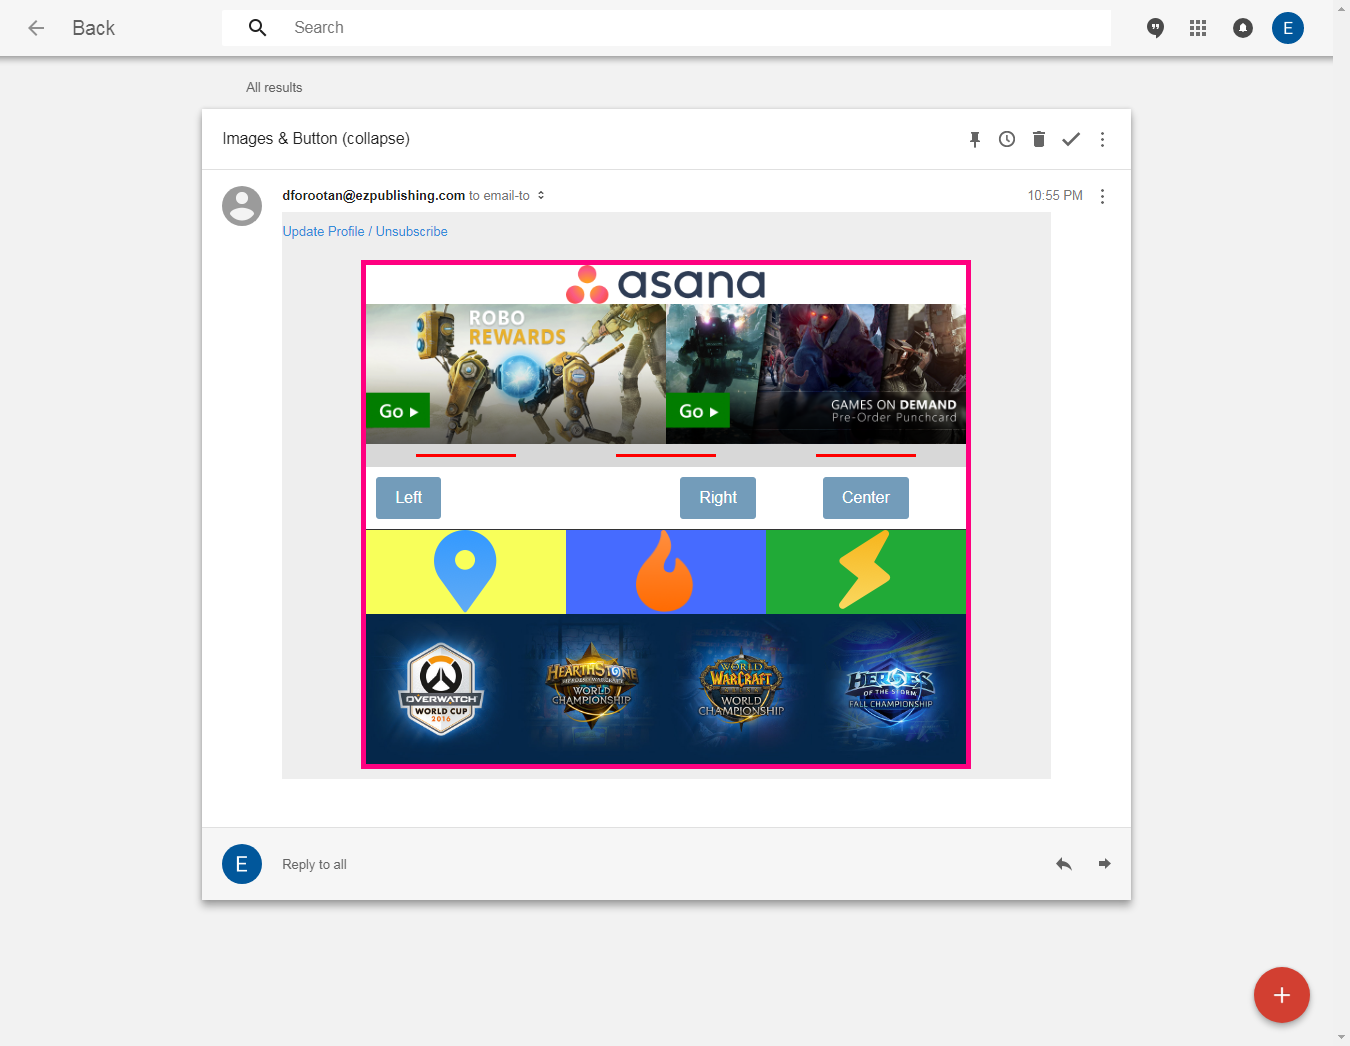 Back
Search
E
All results
Images & Button (collapse)
dforootan@ezpublishing.com to email-to
10:55 PM
Update Profile / Unsubscribe
asana
ROBO
REWARDS
Go
Go
GAMES ON DEMAND
Pre-Order Punchcard
Left
Right
Center
OVERWATCH
WORLD CUP
2016
HEARTHSTONE
HEROES OF WARCRAFT
WORLD
CHAMPIONSHIP
WORLD
WARCRAFT
WORLD
CHAMPIONSHIP
HEROES
OF THE STORM
FALL CHAMPIONSHIP
E
Reply to all